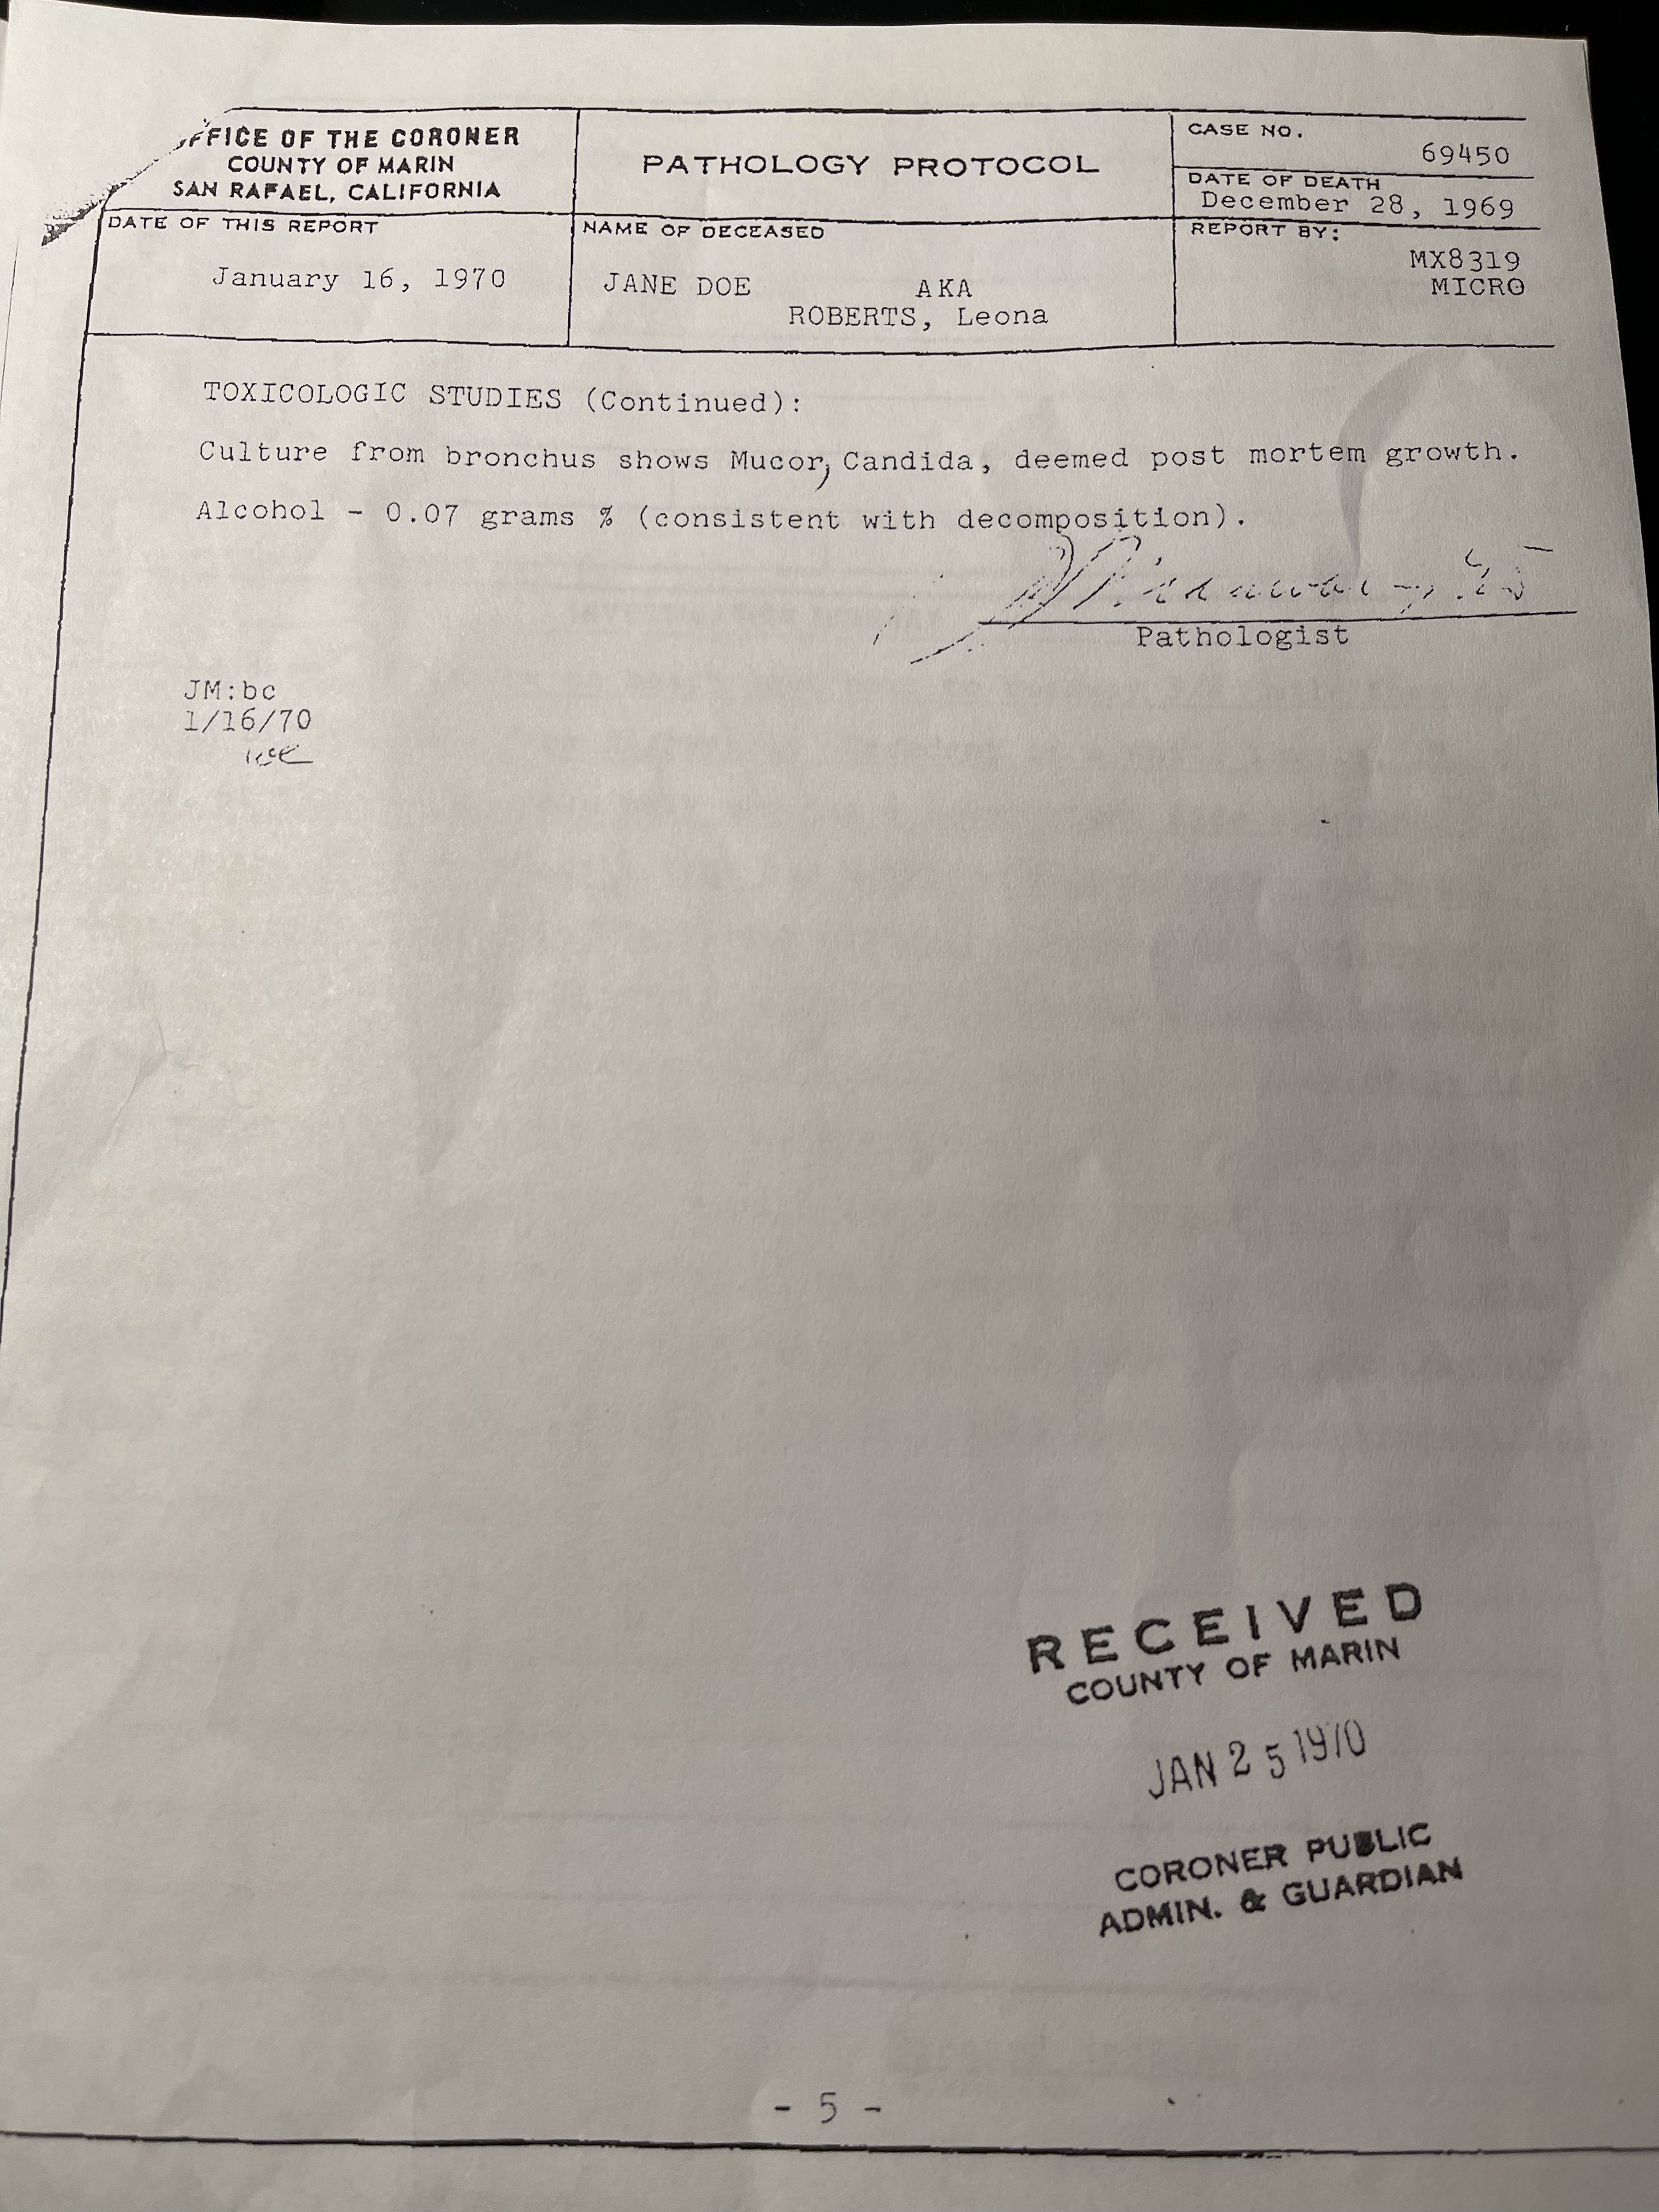 FFICE OF THE CORONER
COUNTY OF MARIN
SAN RAFAEL, CALIFORNIA
PATHOLOGY PROTOCOL
CASE NO.
69450
DATE OF DEATH
December 28, 1969
DATE OF THIS REPORT
January 16, 1970
NAME OF DECEASED
JANE DOE AKA
ROBERTS, Leona
REPORT BY:
MX8319
MICRO
TOXICOLOGIC STUDIES (Continued):
Culture from bronchus shows Mucor, Candida, deemed post mortem growth.
Alcohol - 0.07 grams % (consistent with decomposition).
Pathologist
JM:bc
1/16/70
RECEIVED
COUNTY OF MARIN
JAN 25 1970
CORONER PUBLIC
ADMIN. & GUARDIAN
- 5 -